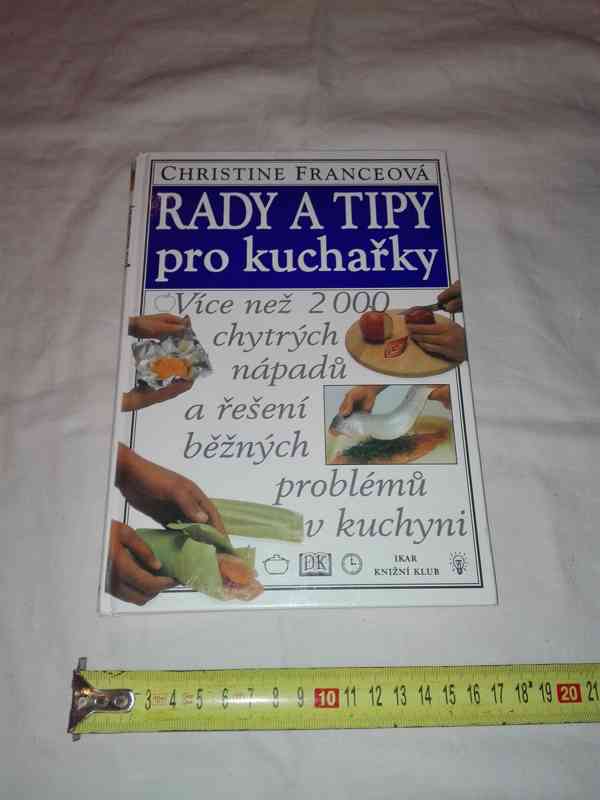 CHRISTINE FRANCEOVÁ
RADY A TIPY
pro kuchařky
Více než 2 000
chytrých
nápadů
a řešení
běžných
problémů
v kuchyni
DK
IKAR
KNIŽNÍ KLUB
3 4 5 6 7 8 9 10 11 12 13 14 15 16 17 18 19 20 21